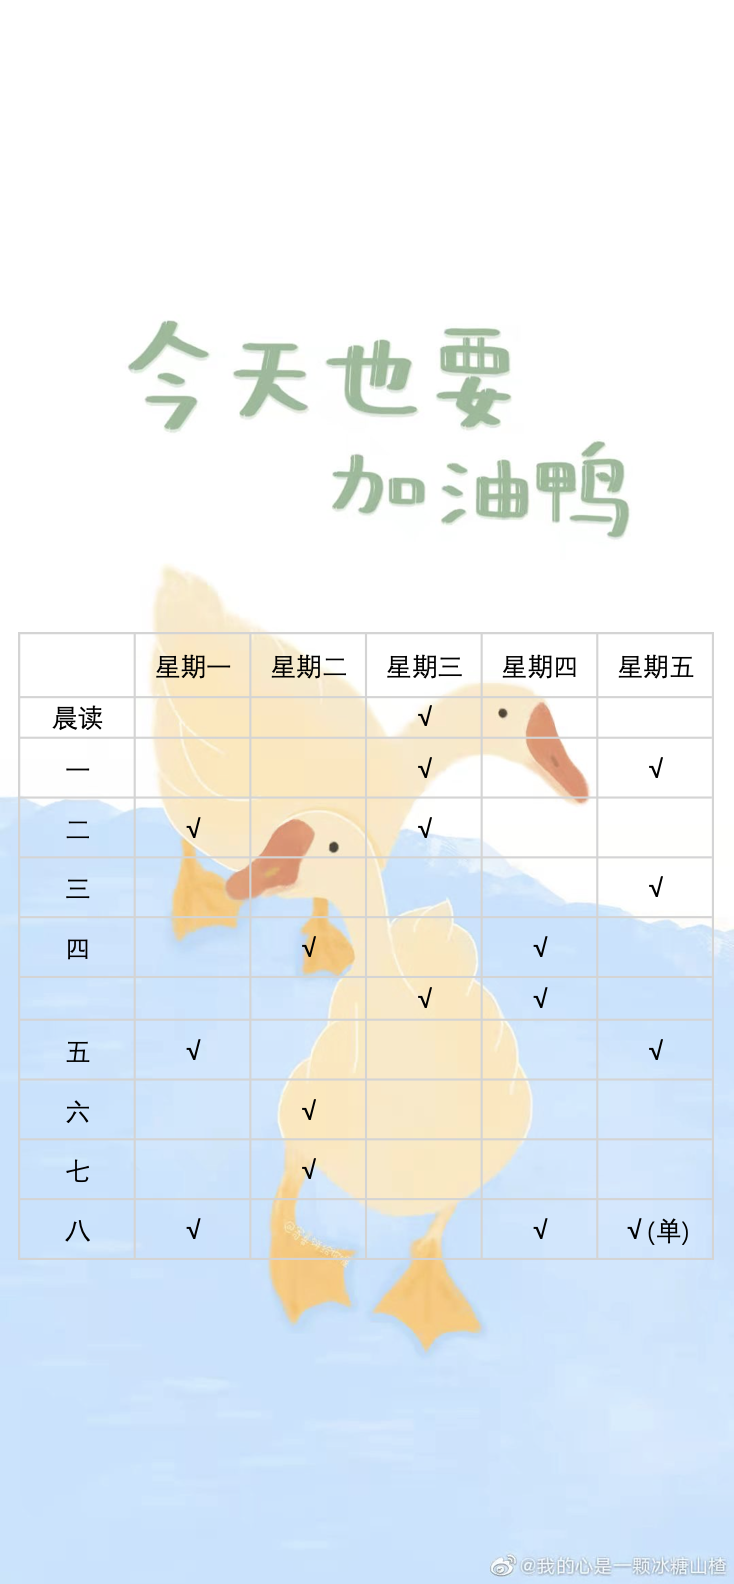 今天也要
加油鸭
星期一 星期二 星期三 星期四 星期五
晨读 √
一 √ √
二 √ √
三 √
四 √ √
√ √
五 √ √
六 √
七 √
八 √ √ √(单)
@我的心是一颗冰糖山楂